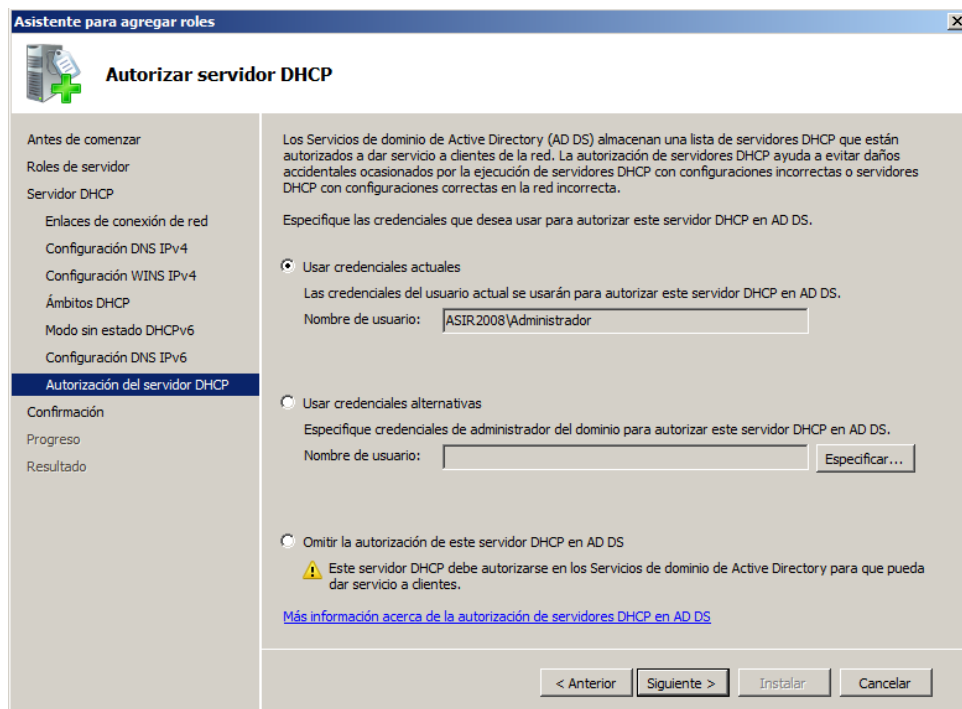 Asistente para agregar roles
Autorizar servidor DHCP
Antes de comenzar
Roles de servidor
Servidor DHCP
Enlaces de conexión de red
Configuración DNS IPv4
Configuración WINS IPv4
Ámbitos DHCP
Modo sin estado DHCPv6
Configuración DNS IPv6
Autorización del servidor DHCP
Confirmación
Progreso
Resultado
Los Servicios de dominio de Active Directory (AD DS) almacenan una lista de servidores DHCP que están
autorizados a dar servicio a clientes de la red. La autorización de servidores DHCP ayuda a evitar daños
accidentales ocasionados por la ejecución de servidores DHCP con configuraciones incorrectas o servidores
DHCP con configuraciones correctas en la red incorrecta.
Especifique las credenciales que desea usar para autorizar este servidor DHCP en AD DS.
Usar credenciales actuales
Las credenciales del usuario actual se usarán para autorizar este servidor DHCP en AD DS.
Nombre de usuario: ASIR2008\Administrador
Usar credenciales alternativas
Especifique credenciales de administrador del dominio para autorizar este servidor DHCP en AD DS.
Nombre de usuario: Especificar...
Omitir la autorización de este servidor DHCP en AD DS
Este servidor DHCP debe autorizarse en los Servicios de dominio de Active Directory para que pueda
dar servicio a clientes.
Más información acerca de la autorización de servidores DHCP en AD DS
< Anterior Siguiente > Instalar Cancelar